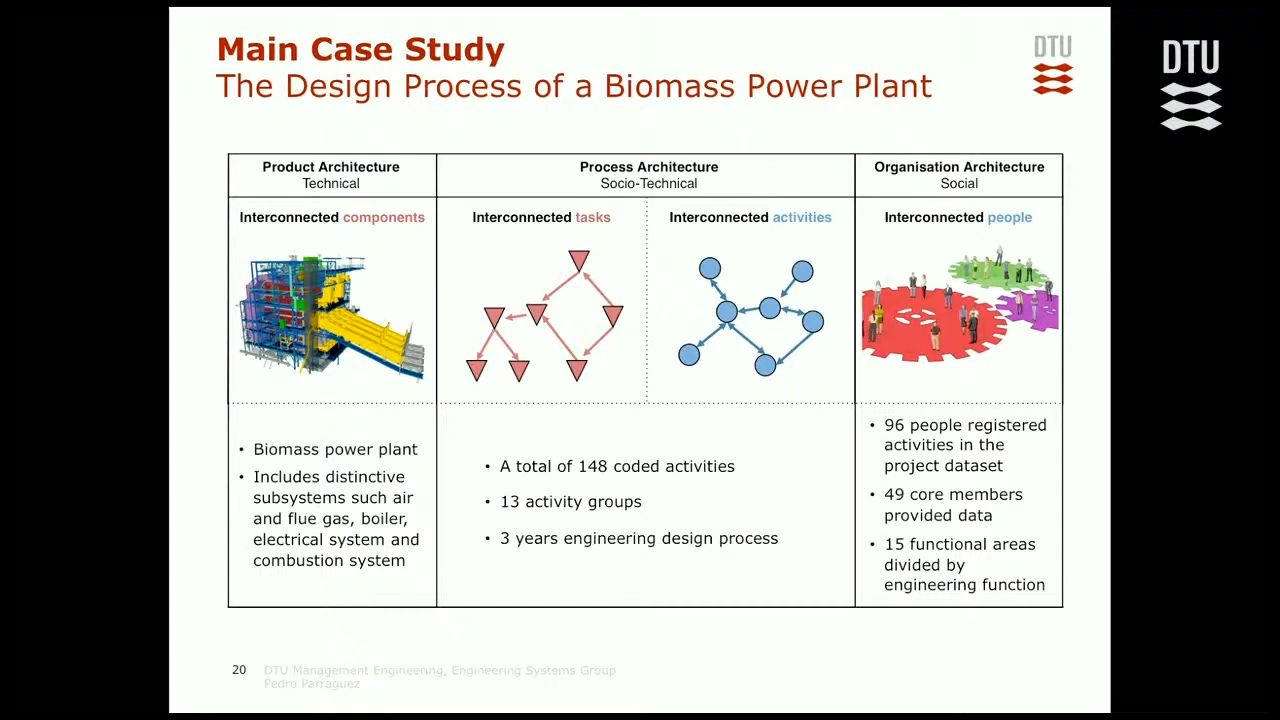 Main Case Study
The Design Process of a Biomass Power Plant
DTU
DTU
Product Architecture
Technical
Process Architecture
Socio-Technical
Organisation Architecture
Social
Interconnected components
Interconnected tasks
Interconnected activities
Interconnected people
• Biomass power plant
• Includes distinctive
subsystems such air
and flue gas, boiler,
electrical system and
combustion system
• A total of 148 coded activities
• 13 activity groups
• 3 years engineering design process
• 96 people registered
activities in the
project dataset
• 49 core members
provided data
• 15 functional areas
divided by
engineering function
20
DTU Management Engineering, Engineering Systems Group
Pedro Parraguez